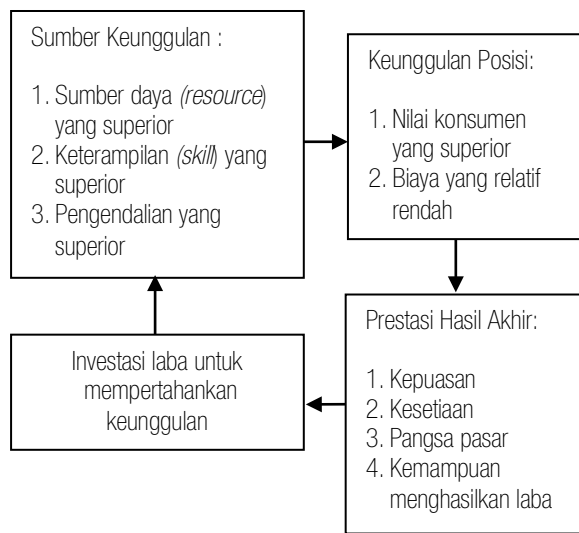 Sumber Keunggulan :
1. Sumber daya (resource)
yang superior
2. Keterampilan (skill) yang
superior
3. Pengendalian yang
superior
Keunggulan Posisi:
1. Nilai konsumen
yang superior
2. Biaya yang relatif
rendah
Prestasi Hasil Akhir:
1. Kepuasan
2. Kesetiaan
3. Pangsa pasar
4. Kemampuan
menghasilkan laba
Investasi laba untuk
mempertahankan
keunggulan